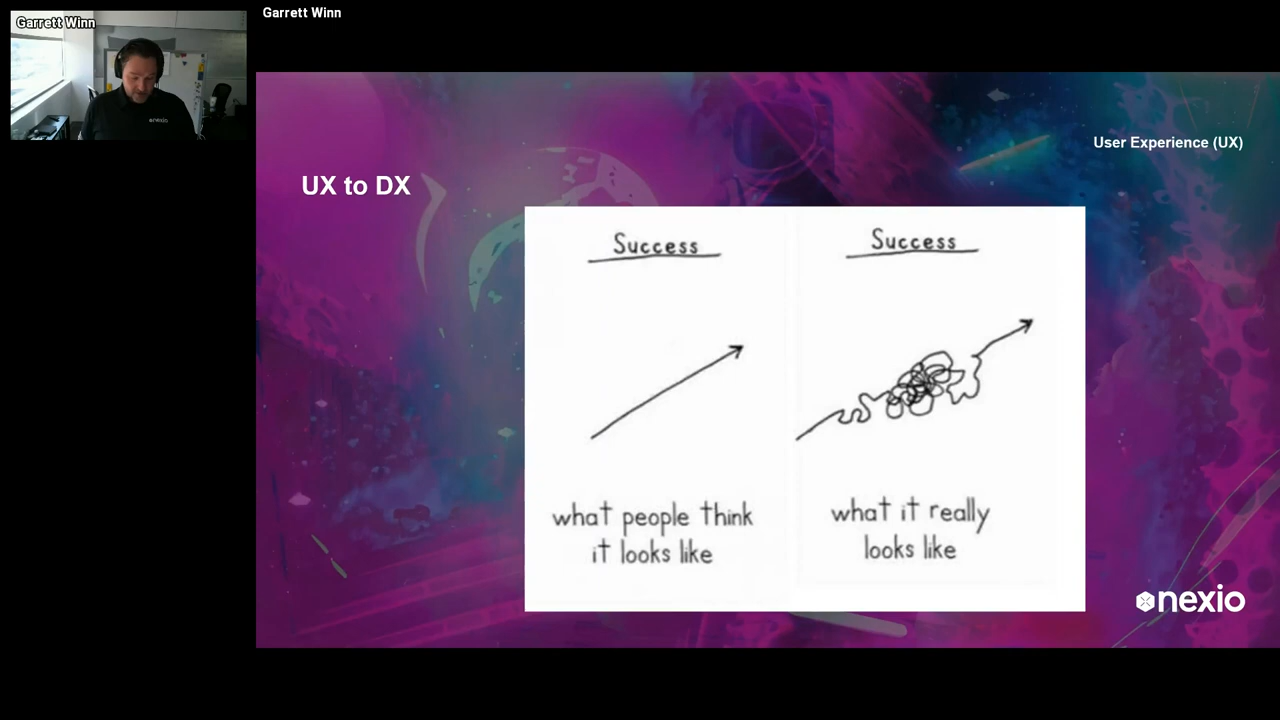 Garrett Winn
Garrett Winn
nexio
User Experience (UX)
UX to DX
Success
what people think
it looks like
Success
what it really
looks like
nexio